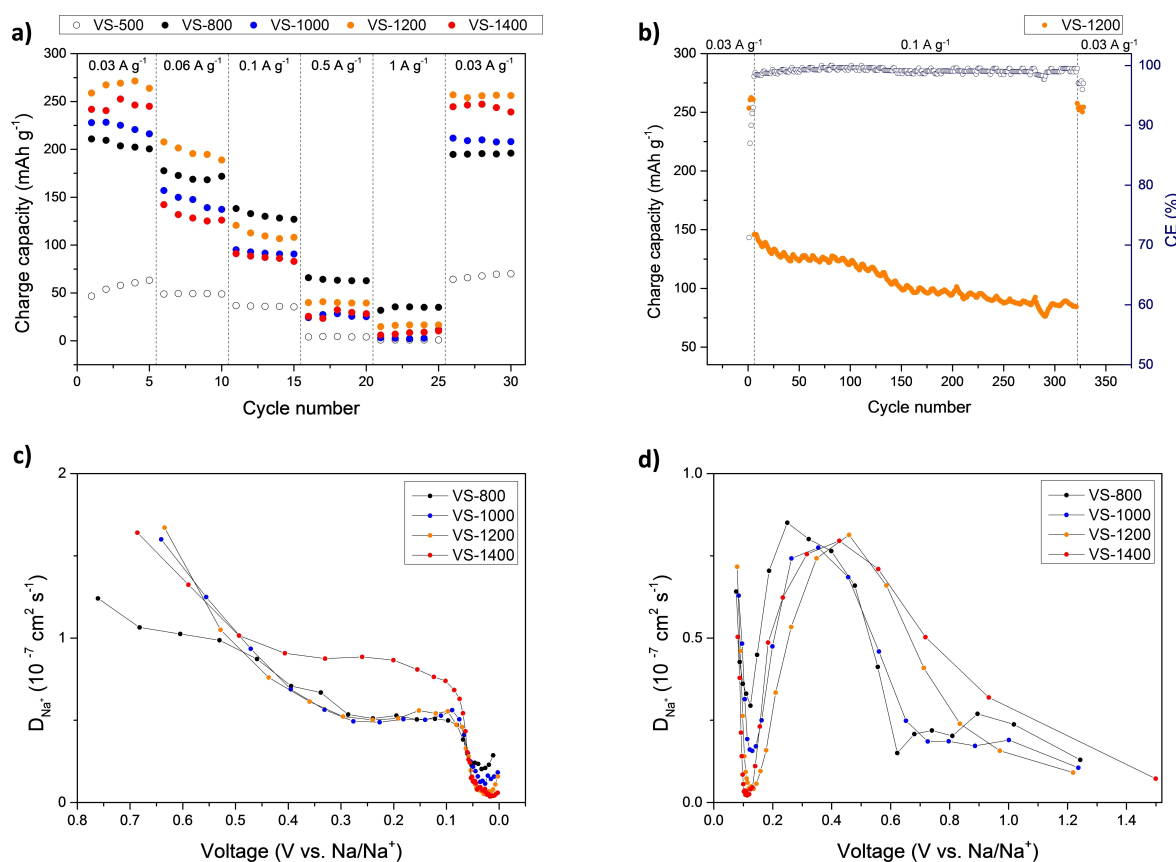 VS-500 VS-800 VS-1000 VS-1200 VS-1400
a)
0.03 A g⁻¹ 0.06 A g⁻¹ 0.1 A g⁻¹ 0.5 A g⁻¹ 1 A g⁻¹ 0.03 A g⁻¹
300
250
200
150
100
50
0
Charge capacity (mAh g⁻¹)
0 5 10 15 20 25 30
Cycle number
b)
VS-1200
0.03 A g⁻¹ 0.1 A g⁻¹ 0.03 A g⁻¹
300
250
200
150
100
50
Charge capacity (mAh g⁻¹)
100
90
80
70
60
50
CE (%)
0 50 100 150 200 250 300 350
Cycle number
c)
VS-800
VS-1000
VS-1200
VS-1400
2
1
0
D Na⁺ (10⁻⁷ cm² s⁻¹)
0.8 0.7 0.6 0.5 0.4 0.3 0.2 0.1 0.0
Voltage (V vs. Na/Na⁺)
d)
VS-800
VS-1000
VS-1200
VS-1400
1.0
0.5
0.0
D Na⁺ (10⁻⁷ cm² s⁻¹)
0.0 0.2 0.4 0.6 0.8 1.0 1.2 1.4
Voltage (V vs. Na/Na⁺)